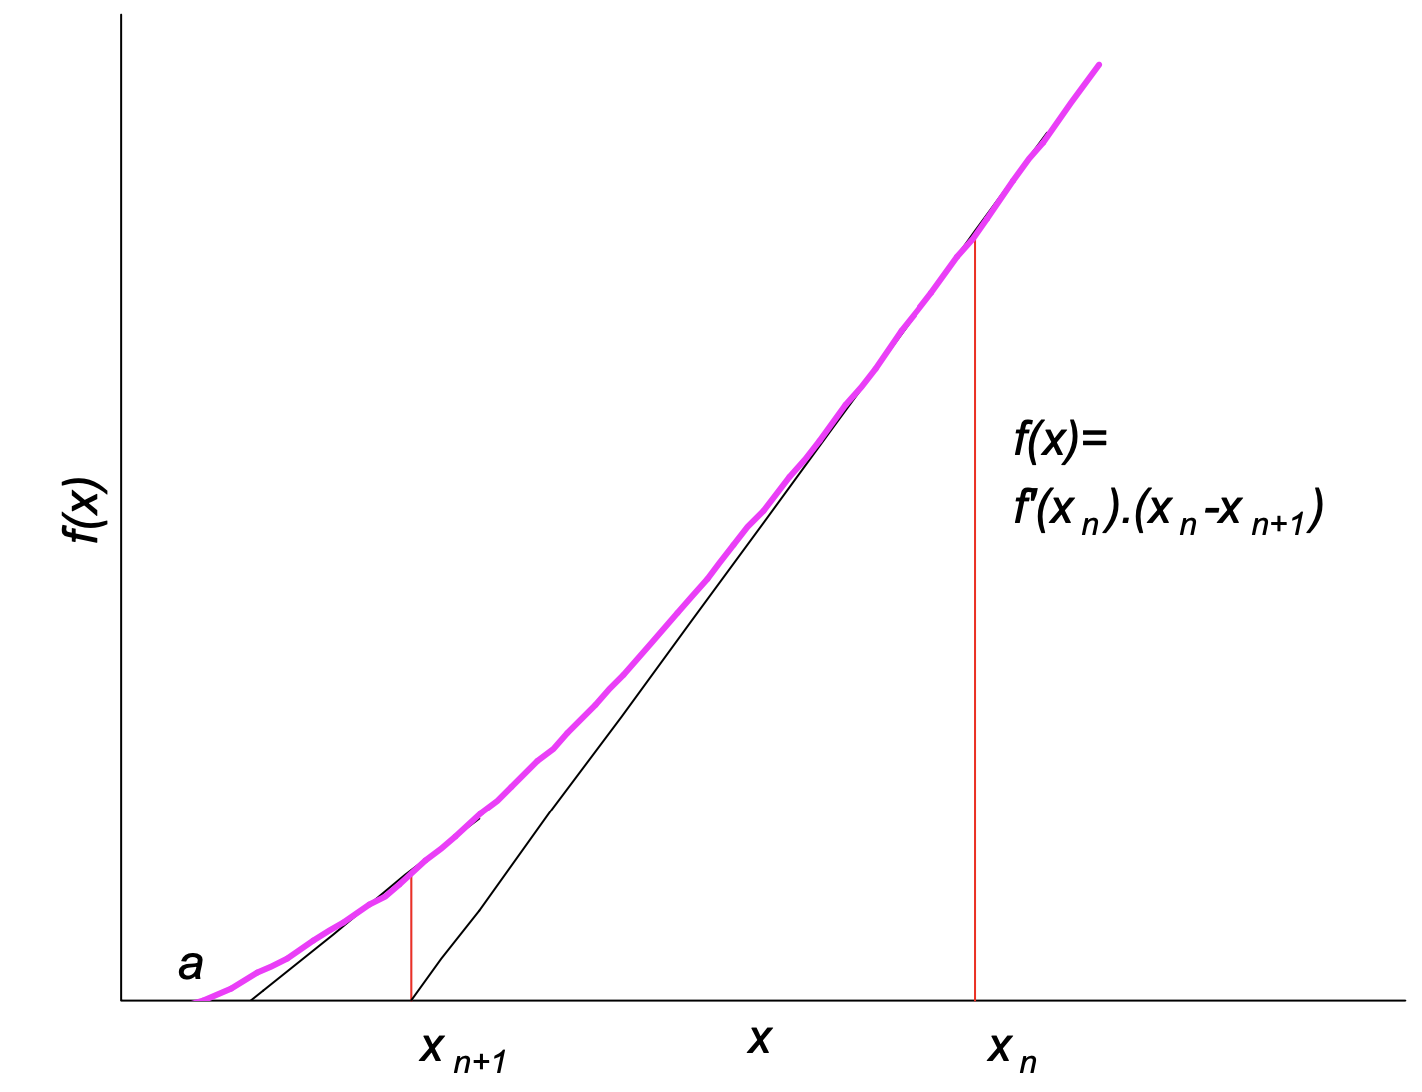 f(x)
f(x)=
f'(x n).(x n-x n+1)
a
x n+1
x
x n